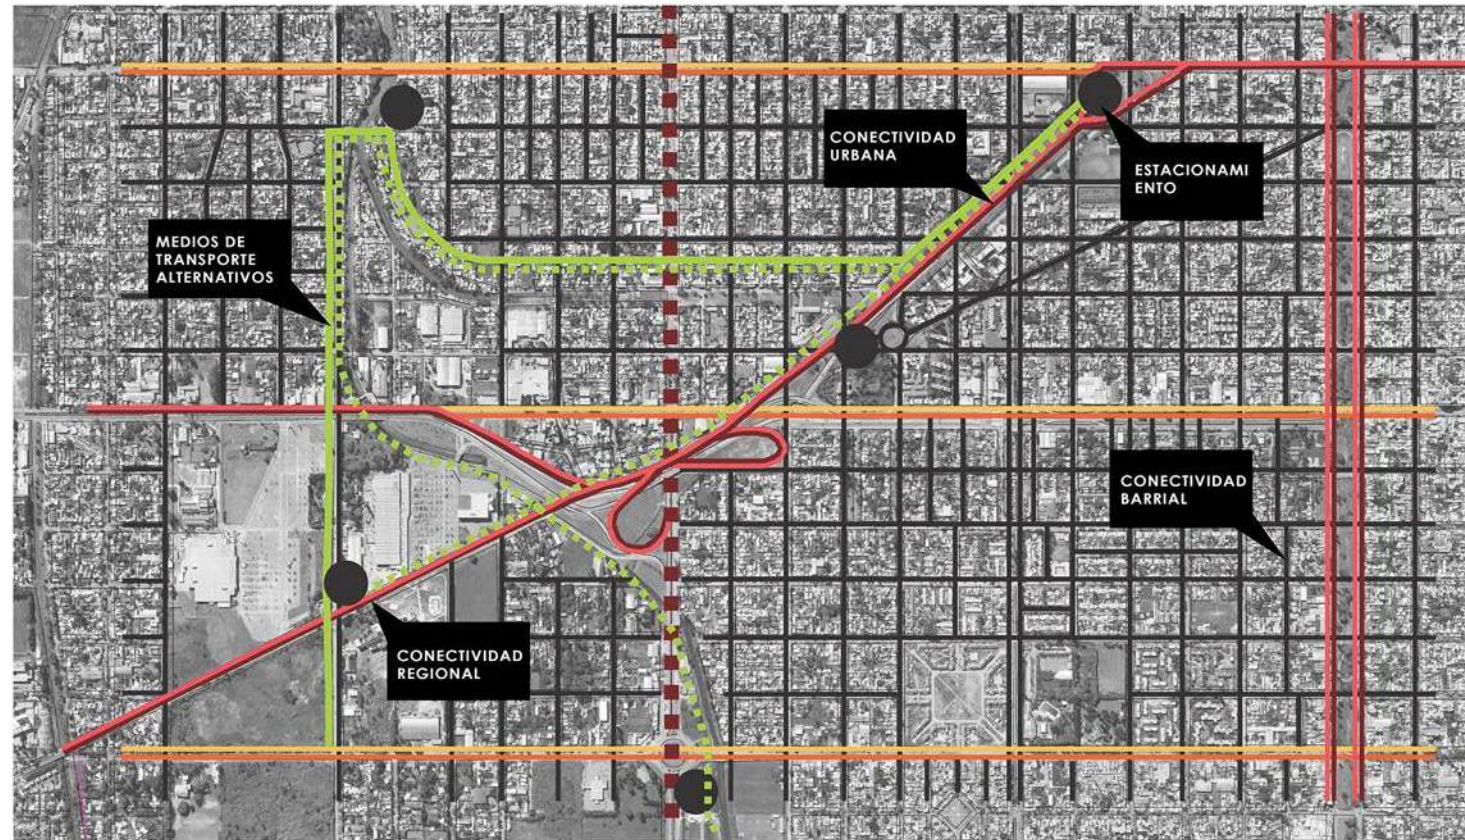 CONECTIVIDAD
URBANA
ESTACIONAMI
ENTO
MEDIOS DE
TRANSPORTE
ALTERNATIVOS
CONECTIVIDAD
BARRIAL
CONECTIVIDAD
REGIONAL